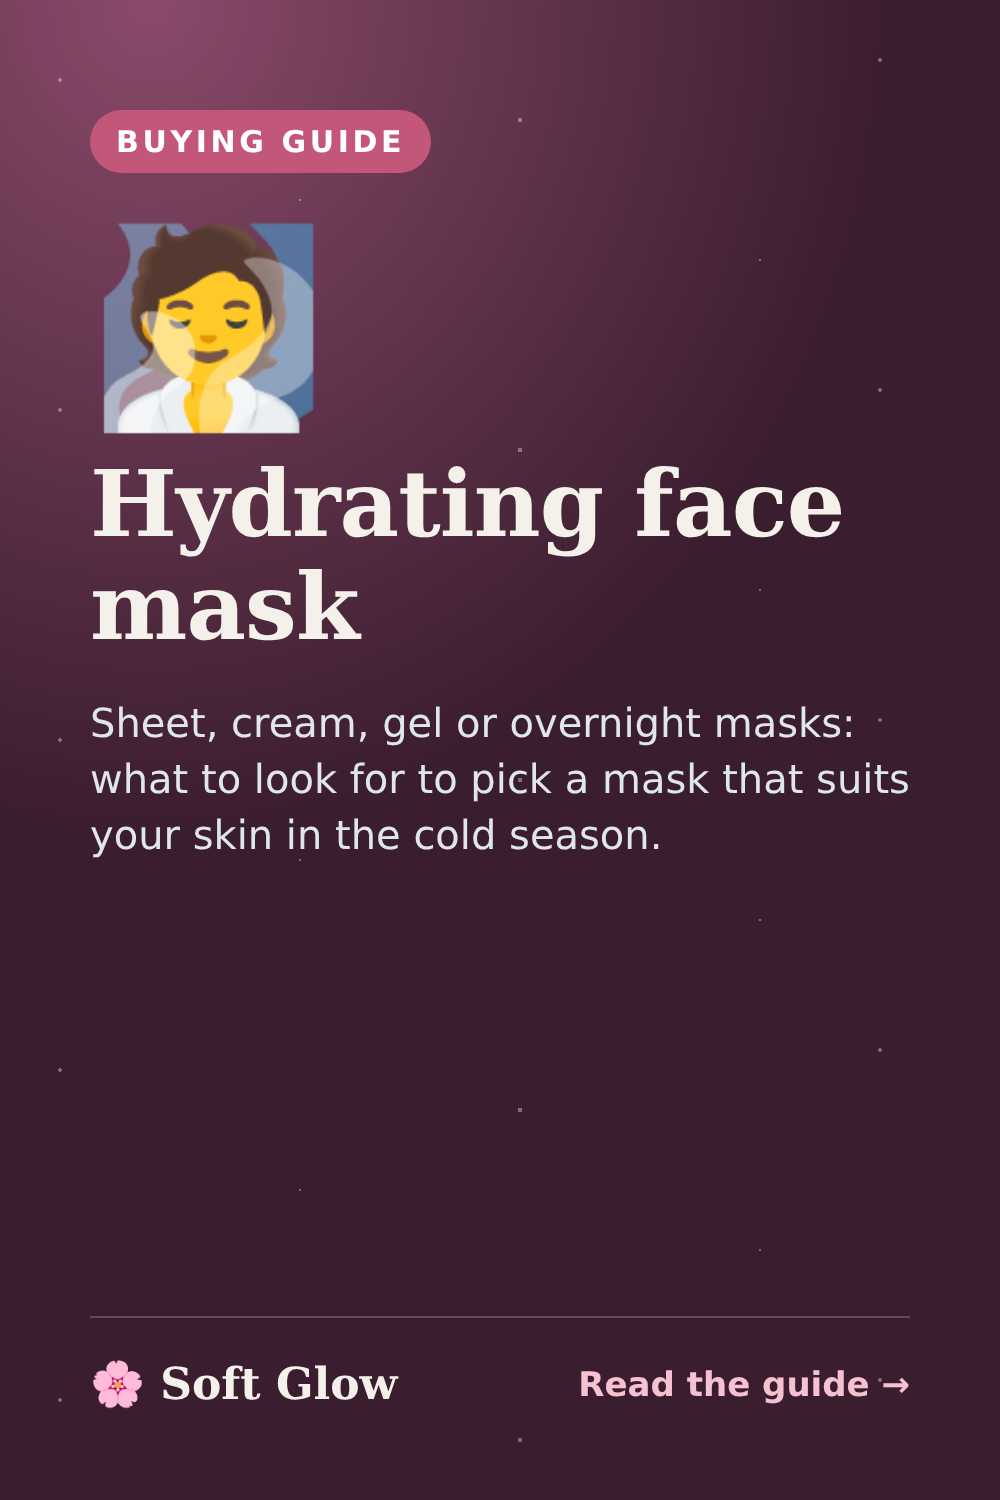 BUYING GUIDE
Hydrating face
mask
Sheet, cream, gel or overnight masks:
what to look for to pick a mask that suits
your skin in the cold season.
Soft Glow
Read the guide →